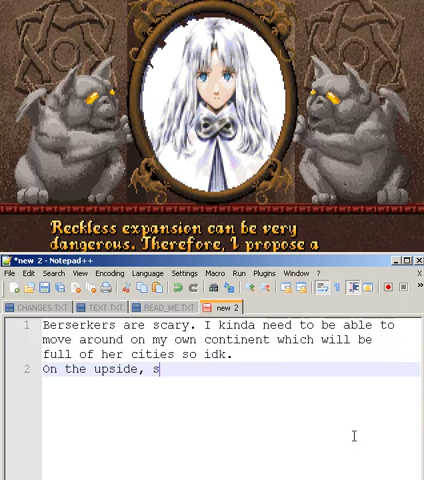 Reckless expansion can be very
dangerous. Therefore, I propose a
*new 2 - Notepad++
File Edit Search View Encoding Language Settings Macro Run Plugins Window ?
CHANGES.TXT TEXT.TXT READ_ME.TXT new 2
1 Berserkers are scary. I kinda need to be able to
move around on my own continent which will be
full of her cities so idk.
2 On the upside, s